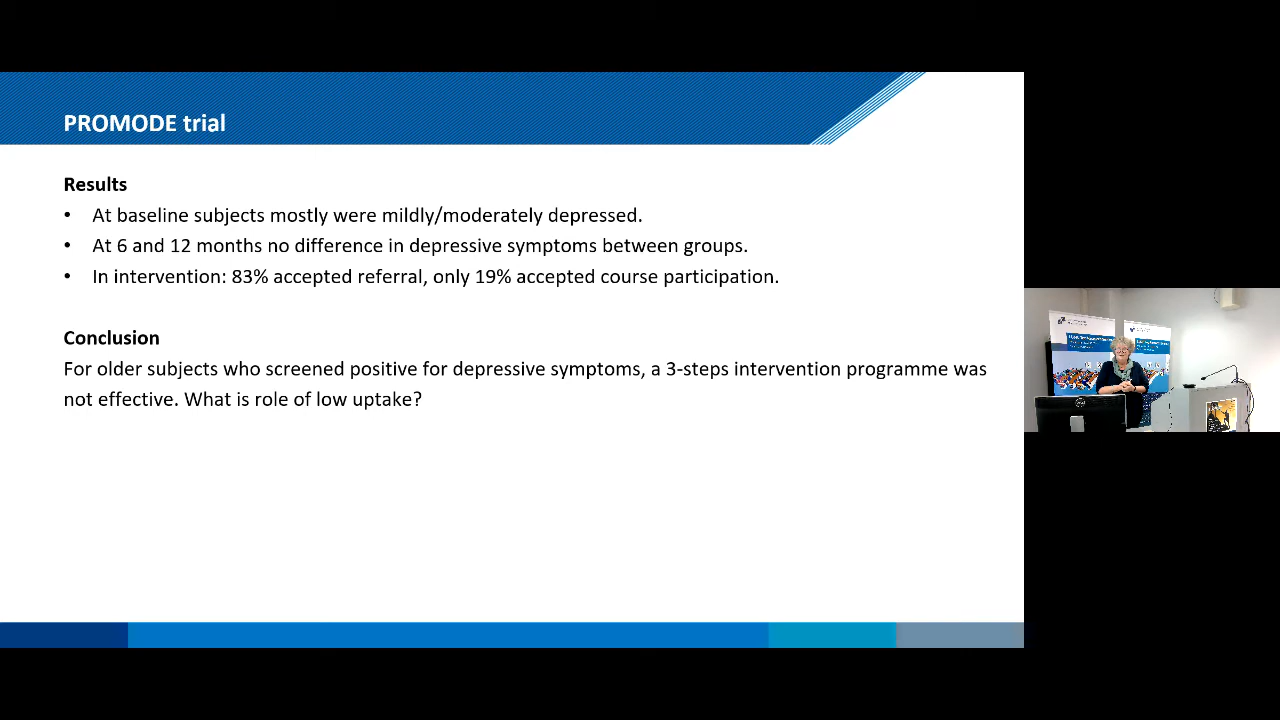 PROMODE trial
Results
• At baseline subjects mostly were mildly/moderately depressed.
• At 6 and 12 months no difference in depressive symptoms between groups.
• In intervention: 83% accepted referral, only 19% accepted course participation.
Conclusion
For older subjects who screened positive for depressive symptoms, a 3-steps intervention programme was
not effective. What is role of low uptake?